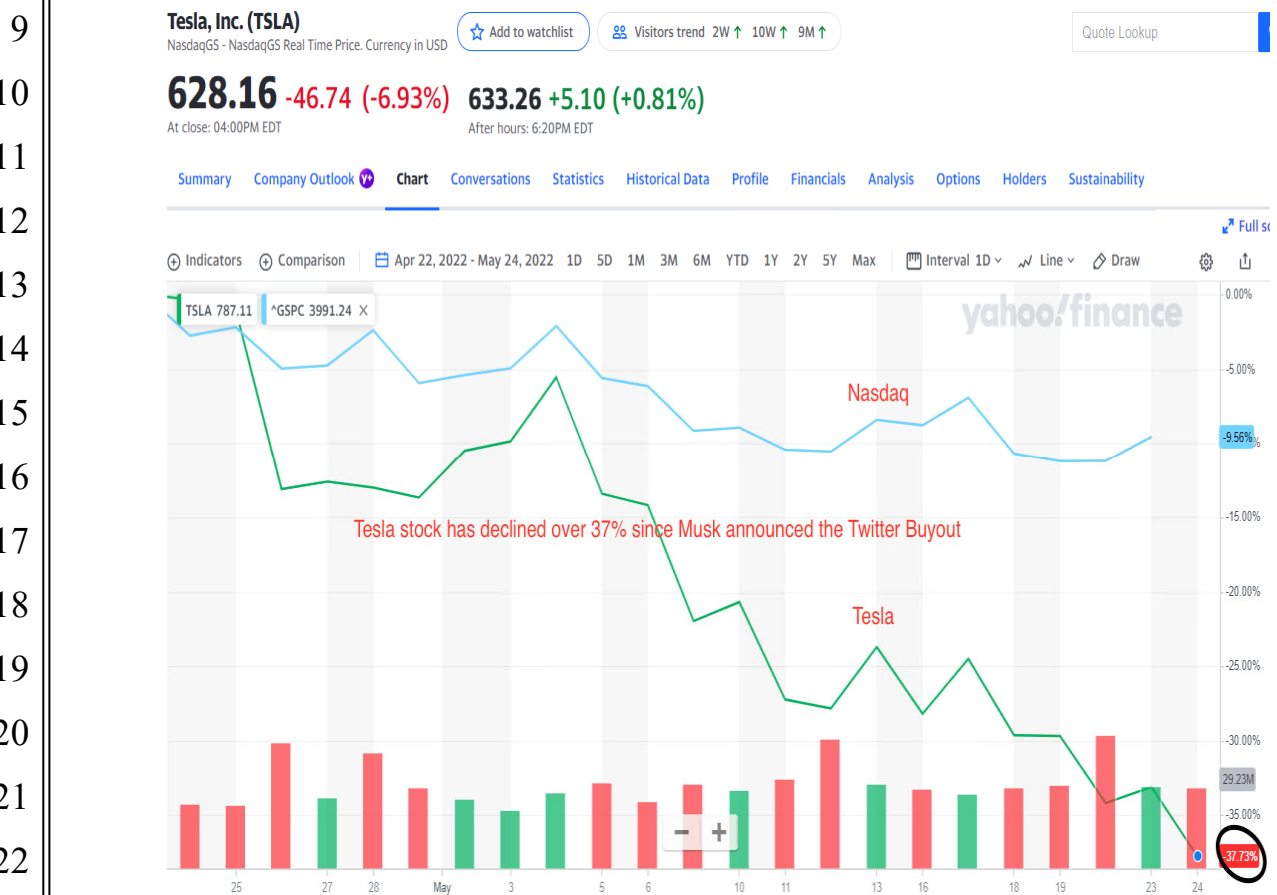 9
10
11
12
13
14
15
16
17
18
19
20
21
22
Tesla, Inc. (TSLA)
NasdaqGS - NasdaqGS Real Time Price. Currency in USD
Add to watchlist
Visitors trend 2W ↑ 10W ↑ 9M ↑
Quote Lookup
628.16 -46.74 (-6.93%)
At close: 04:00PM EDT
633.26 +5.10 (+0.81%)
After hours: 6:20PM EDT
Summary Company Outlook Y+ Chart Conversations Statistics Historical Data Profile Financials Analysis Options Holders Sustainability
Full sc
Indicators Comparison Apr 22, 2022 - May 24, 2022 1D 5D 1M 3M 6M YTD 1Y 2Y 5Y Max Interval 1D Line Draw
TSLA 787.11 ^GSPC 3991.24 X
yahoo!finance
0.00%
-5.00%
Nasdaq
-9.56% %
-15.00%
Tesla stock has declined over 37% since Musk announced the Twitter Buyout
-20.00%
Tesla
-25.00%
-30.00%
29.23M
-35.00%
− +
-37.73%
25 27 28 May 3 5 6 10 11 13 16 18 19 23 24